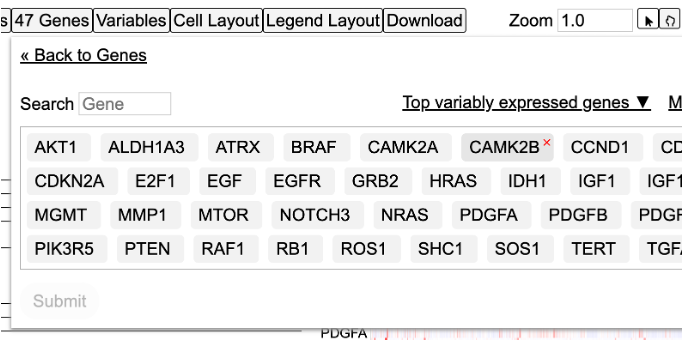 s 47 Genes Variables Cell Layout Legend Layout Download Zoom 1.0
« Back to Genes
Search Gene Top variably expressed genes ▼ M
AKT1 ALDH1A3 ATRX BRAF CAMK2A CAMK2B × CCND1 CD
CDKN2A E2F1 EGF EGFR GRB2 HRAS IDH1 IGF1 IGF1
MGMT MMP1 MTOR NOTCH3 NRAS PDGFA PDGFB PDGF
PIK3R5 PTEN RAF1 RB1 ROS1 SHC1 SOS1 TERT TGFA
Submit
PDGFA